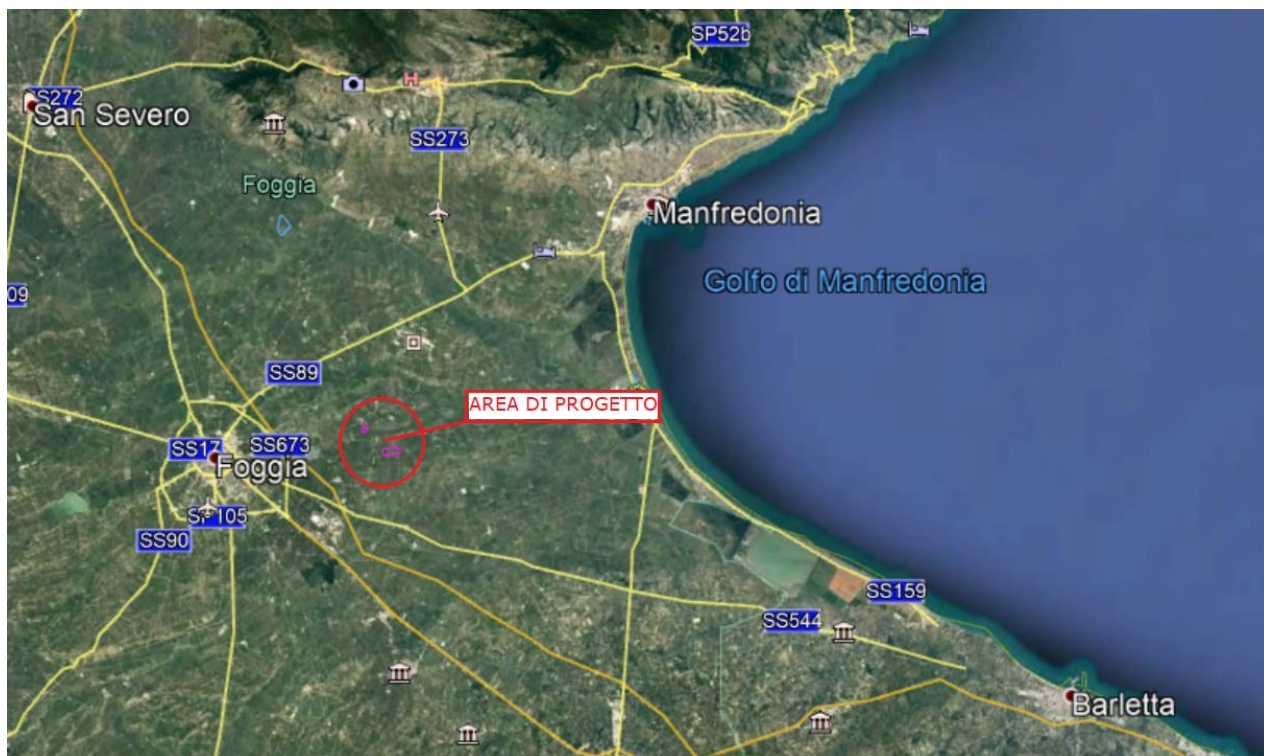 SP52b
SS272
San Severo
H
SS273
Foggia
Manfredonia
Golfo di Manfredonia
09
SS89
AREA DI PROGETTO
SS17
SS673
Foggia
SP105
SS90
SS159
SS544
Barletta